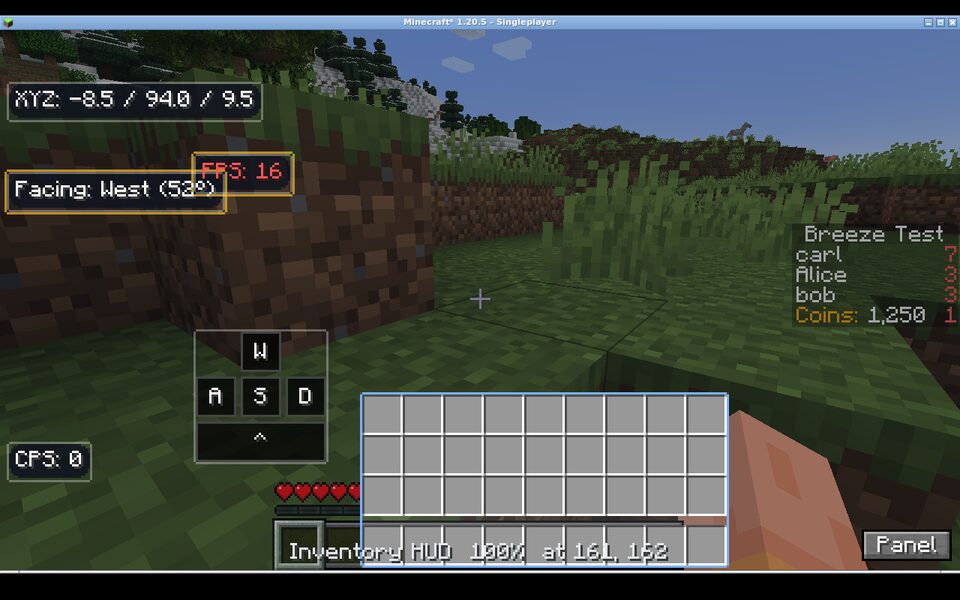 Minecraft* 1.20.5 - Singleplayer
XYZ: -8.5 / 94.0 / 9.5
FPS: 16
Facing: West (52º)
Breeze Test
carl 7
Alice 3
bob 3
Coins: 1,250 1
W
A S D
^
CPS: 0
Inventory HUD 100% at 161, 162
Panel